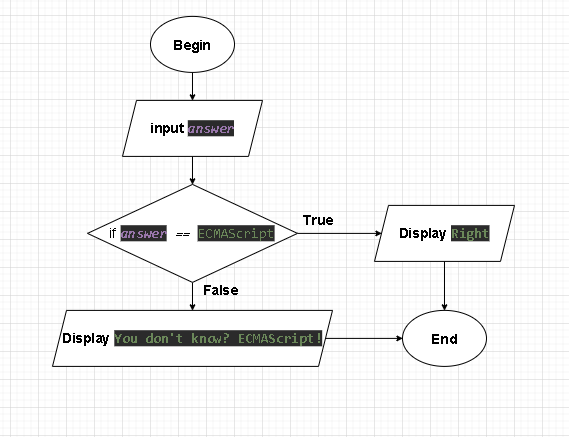 Begin
input answer
if answer == ECMAScript
True
Display Right
False
Display You don't know? ECMAScript!
End